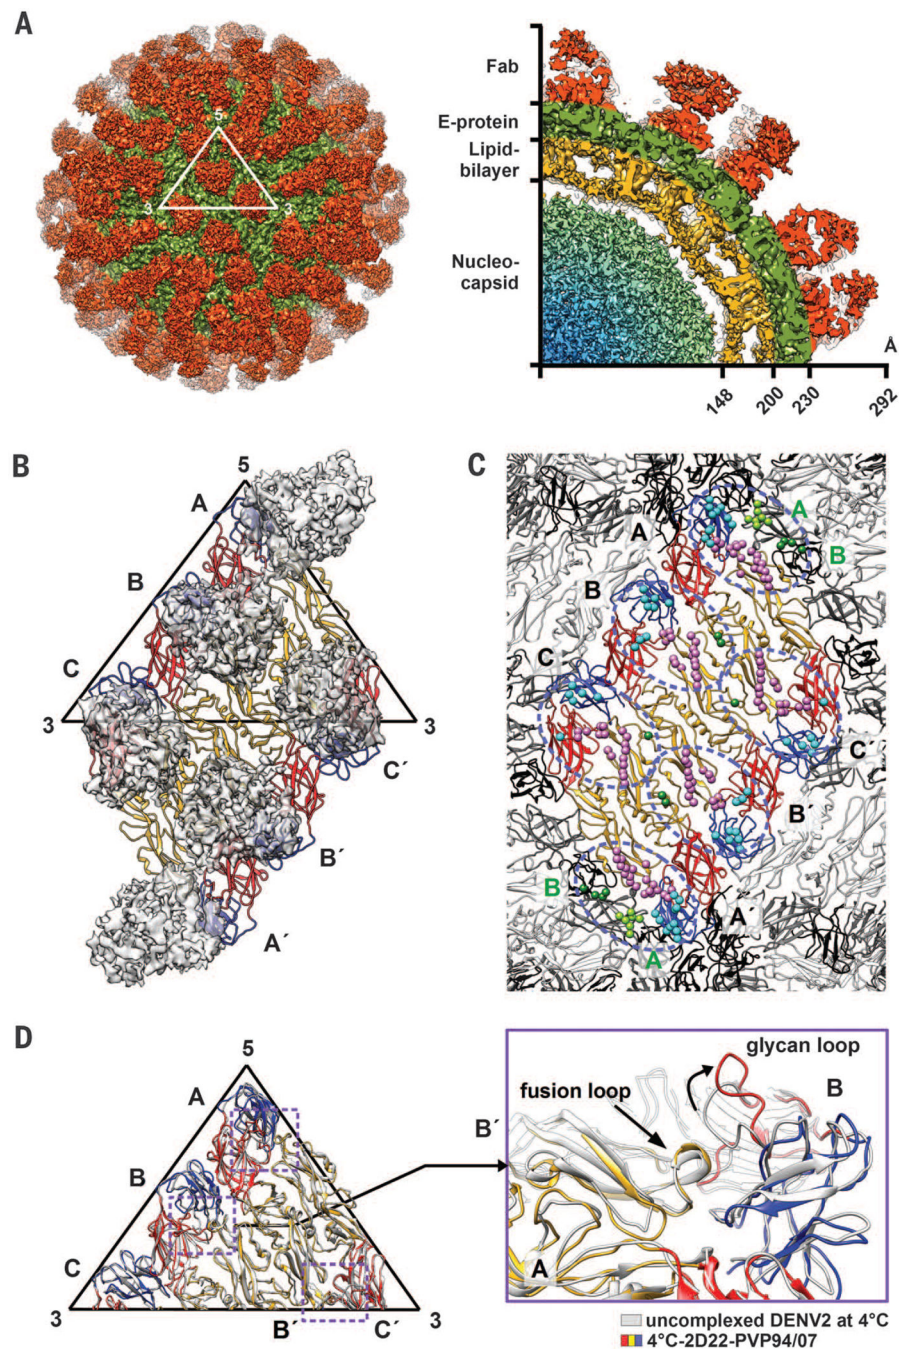 A
5
3
3
Fab
E-protein
Lipid-
bilayer
Nucleo-
capsid
Å
148
200
230
292
B
5
A
B
C
3
3
C´
B´
A´
C
A
B
A
B
C
C´
B´
B
A´
A
D
5
A
B
C
3
3
B´
C´
glycan loop
fusion loop
B
B´
A
uncomplexed DENV2 at 4°C
4°C-2D22-PVP94/07